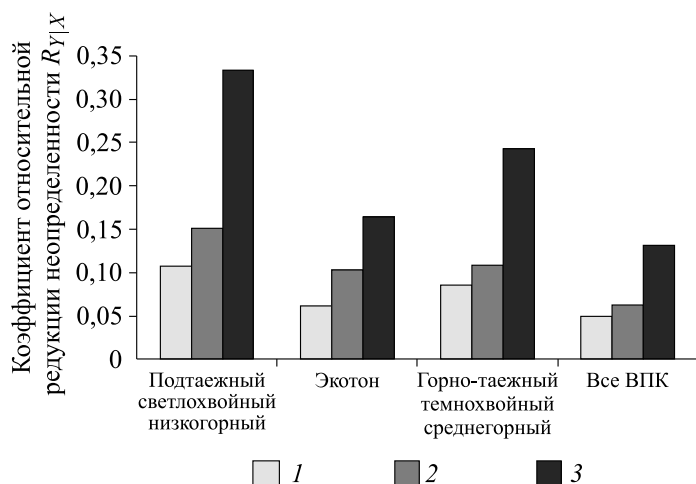 Коэффициент относительной
редукции неопределенности R_{Y|X}
0,35
0,30
0,25
0,20
0,15
0,10
0,05
0
Подтаежный
светлохвойный
низкогорный
Экотон
Горно-таежный
темнохвойный
среднегорный
Все ВПК
1
2
3